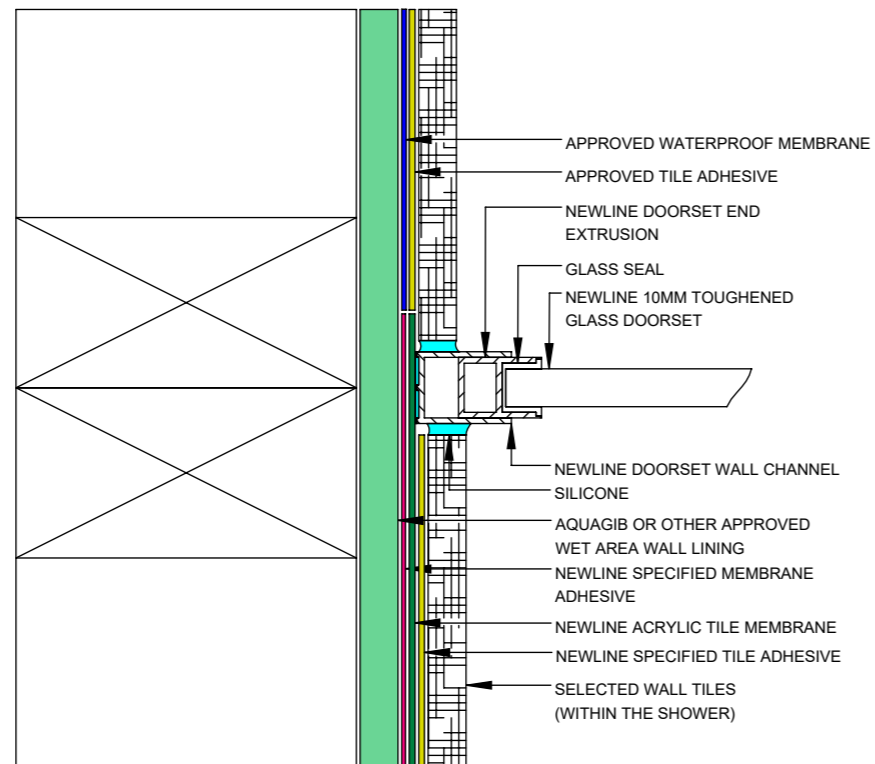 APPROVED WATERPROOF MEMBRANE
APPROVED TILE ADHESIVE
NEWLINE DOORSET END
EXTRUSION
GLASS SEAL
NEWLINE 10MM TOUGHENED
GLASS DOORSET
NEWLINE DOORSET WALL CHANNEL
SILICONE
AQUAGIB OR OTHER APPROVED
WET AREA WALL LINING
NEWLINE SPECIFIED MEMBRANE
ADHESIVE
NEWLINE ACRYLIC TILE MEMBRANE
NEWLINE SPECIFIED TILE ADHESIVE
SELECTED WALL TILES
(WITHIN THE SHOWER)